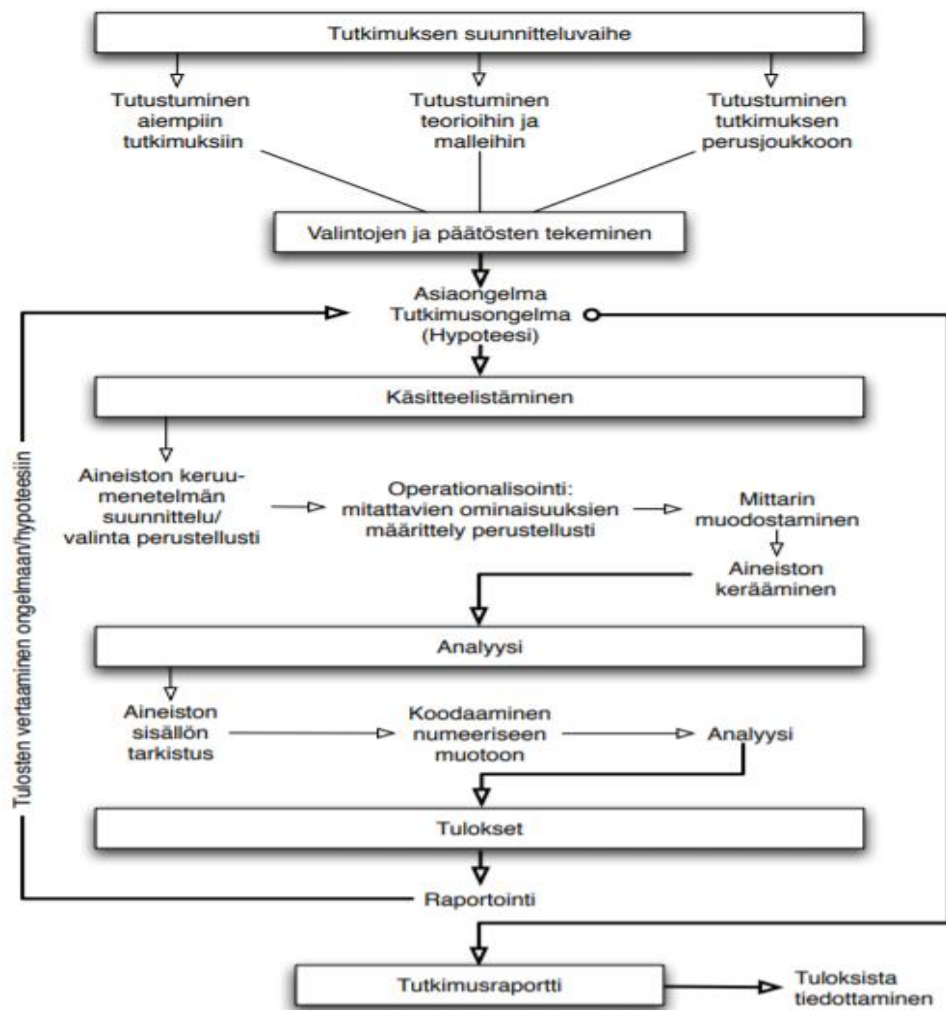 Tutkimuksen suunnitteluvaihe
Tutustuminen
aiempiin
tutkimuksiin
Tutustuminen
teorioihin ja
malleihin
Tutustuminen
tutkimuksen
perusjoukkoon
Valintojen ja päätösten tekeminen
Asiaongelma
Tutkimusongelma
(Hypoteesi)
Käsitteelistäminen
Aineiston keruu-
menetelmän
suunnittelu/
valinta perustellusti
Operationalisointi:
mitattavien ominaisuuksien
määrittely perustellusti
Mittarin
muodostaminen
Aineiston
kerääminen
Analyysi
Aineiston
sisällön
tarkistus
Koodaaminen
numeeriseen
muotoon
Analyysi
Tulokset
Raportointi
Tulosten vertaaminen ongelmaan/hypoteesiin
Tutkimusraportti
Tuloksista
tiedottaminen